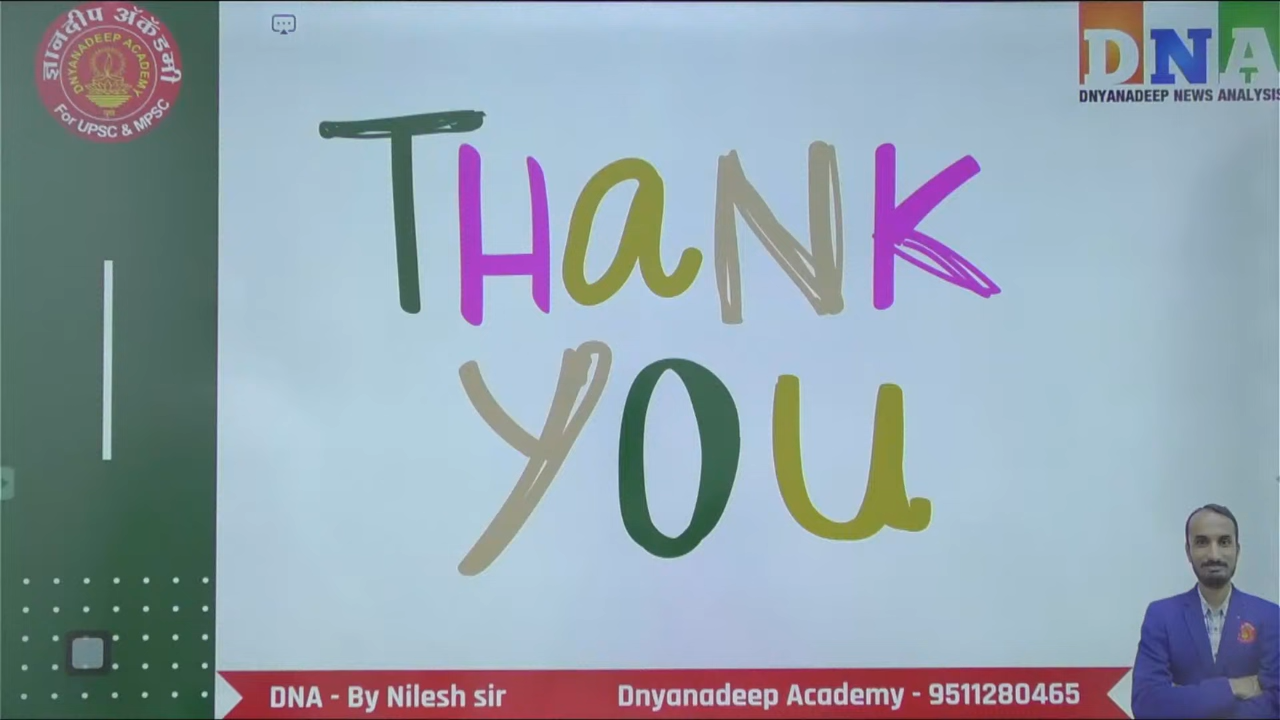 ज्ञानदीप अ‍ॅकॅडमी
DNYANADEEP ACADEMY
For UPSC & MPSC
DNA
DNYANADEEP NEWS ANALYSIS
THaNK
YOU
DNA - By Nilesh sir
Dnyanadeep Academy - 9511280465